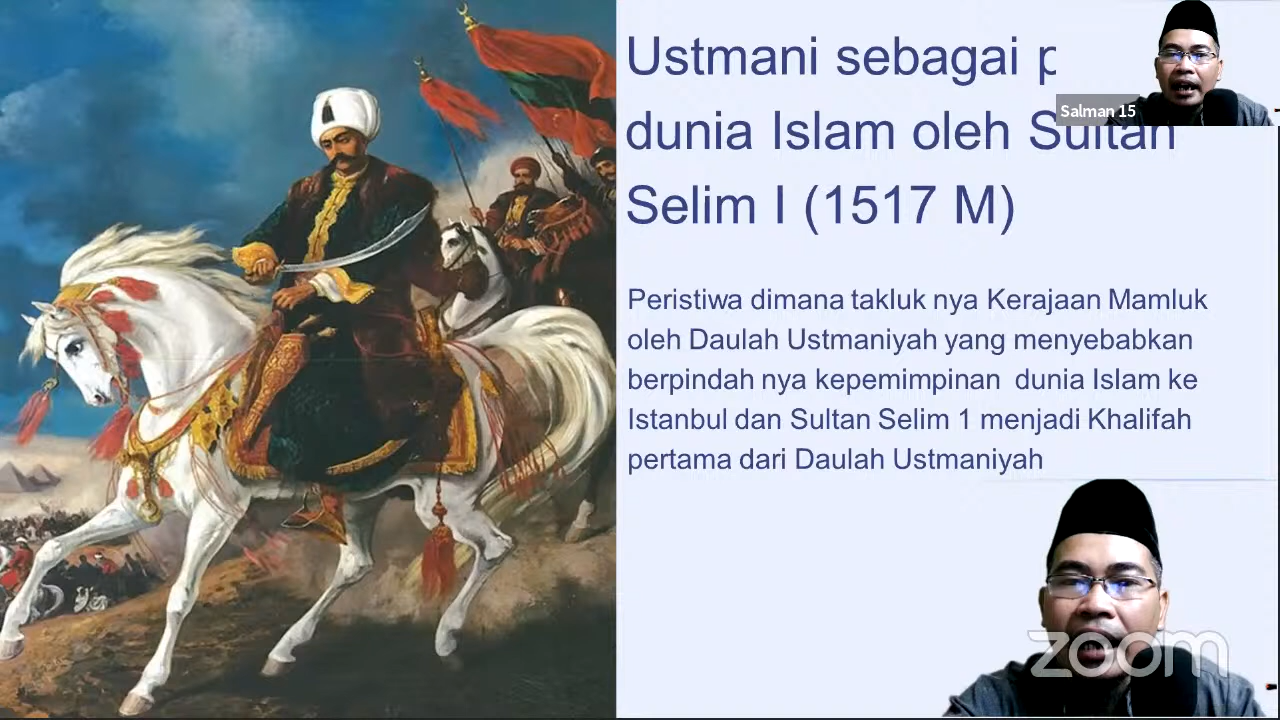 Ustmani sebagai
dunia Islam oleh Sultan
Selim I (1517 M)
Salman 15
Peristiwa dimana takluk nya Kerajaan Mamluk
oleh Daulah Ustmaniyah yang menyebabkan
berpindah nya kepemimpinan  dunia Islam ke
Istanbul dan Sultan Selim 1 menjadi Khalifah
pertama dari Daulah Ustmaniyah
zoom